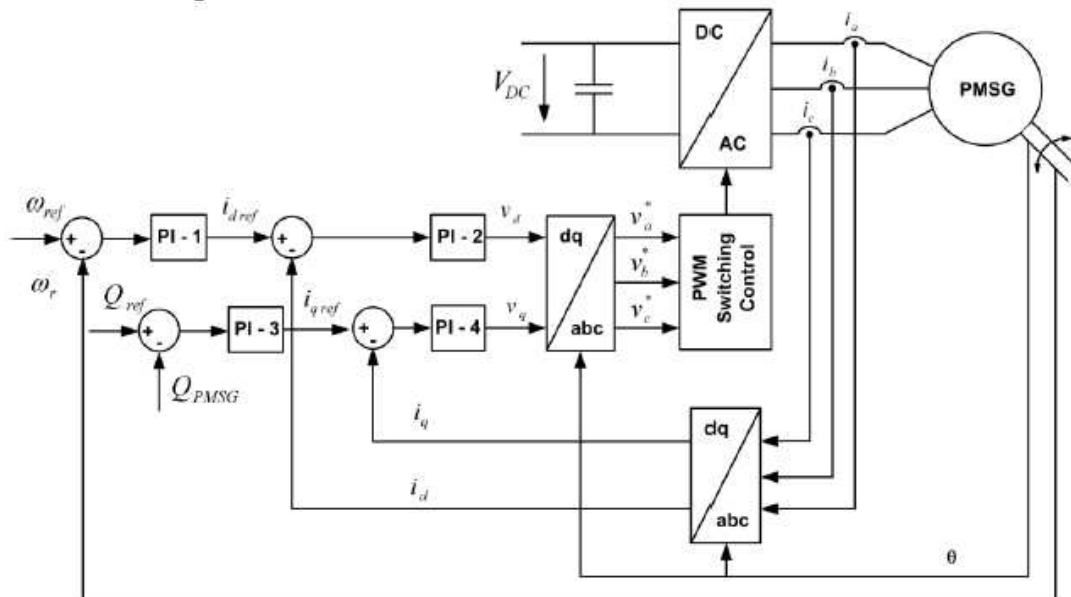 i_a
DC
V_DC
i_b
PMSG
i_c
AC
ω_ref
i_d ref
v_d
v_a*
+
-
PI - 1
+
-
PI - 2
dq
PWM Switching Control
ω_r
Q_ref
i_q ref
v_q
v_b*
+
-
PI - 3
+
-
PI - 4
abc
v_c*
Q_PMSG
i_q
dq
i_d
abc
θ